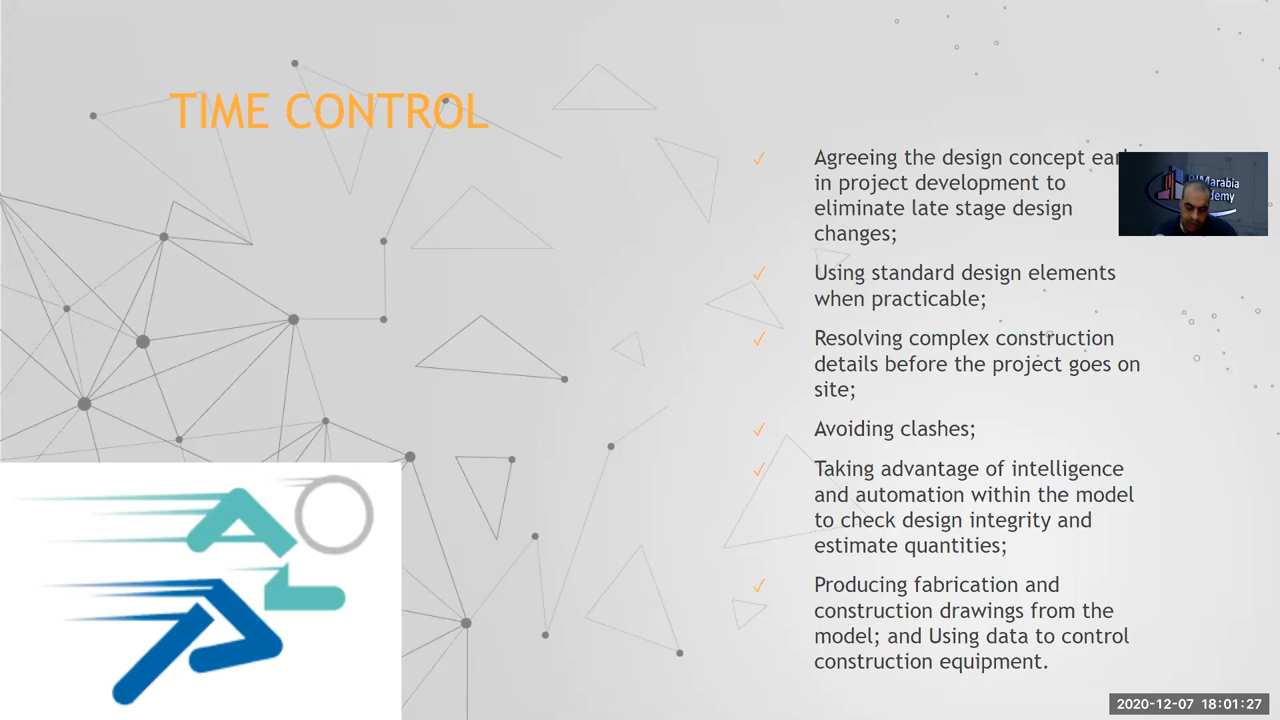 TIME CONTROL
✓ Agreeing the design concept
in project development to
eliminate late stage design
changes;
✓ Using standard design elements
when practicable;
✓ Resolving complex construction
details before the project goes on
site;
✓ Avoiding clashes;
✓ Taking advantage of intelligence
and automation within the model
to check design integrity and
estimate quantities;
✓ Producing fabrication and
construction drawings from the
model; and Using data to control
construction equipment.
2020-12-07 18:01:27